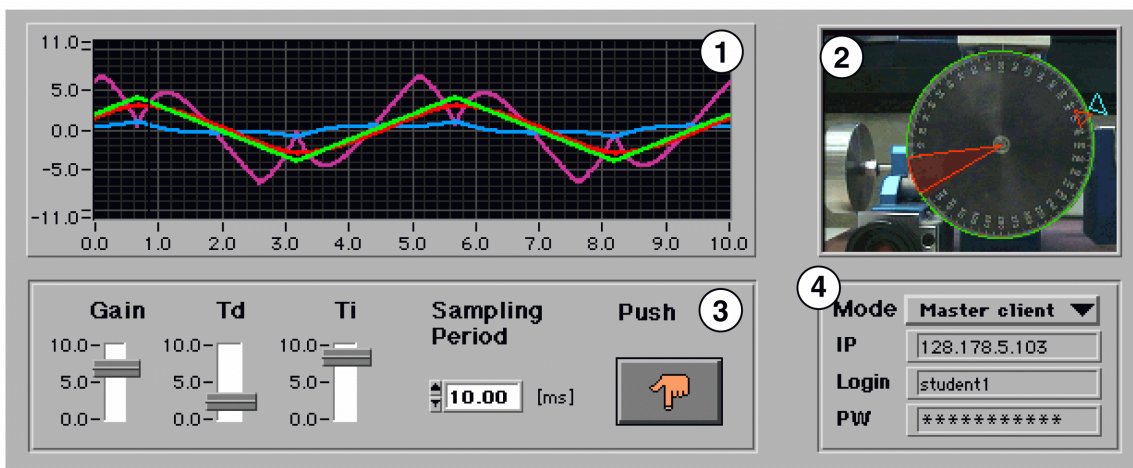 1
11.0
5.0
0.0
-5.0
-11.0
0.0 1.0 2.0 3.0 4.0 5.0 6.0 7.0 8.0 9.0 10.0
2
3
Gain Td Ti Sampling Period Push
10.0 10.0 10.0
5.0 5.0 5.0
0.0 0.0 0.0
10.00 [ms]
4
Mode Master client
IP 128.178.5.103
Login student1
PW ***********